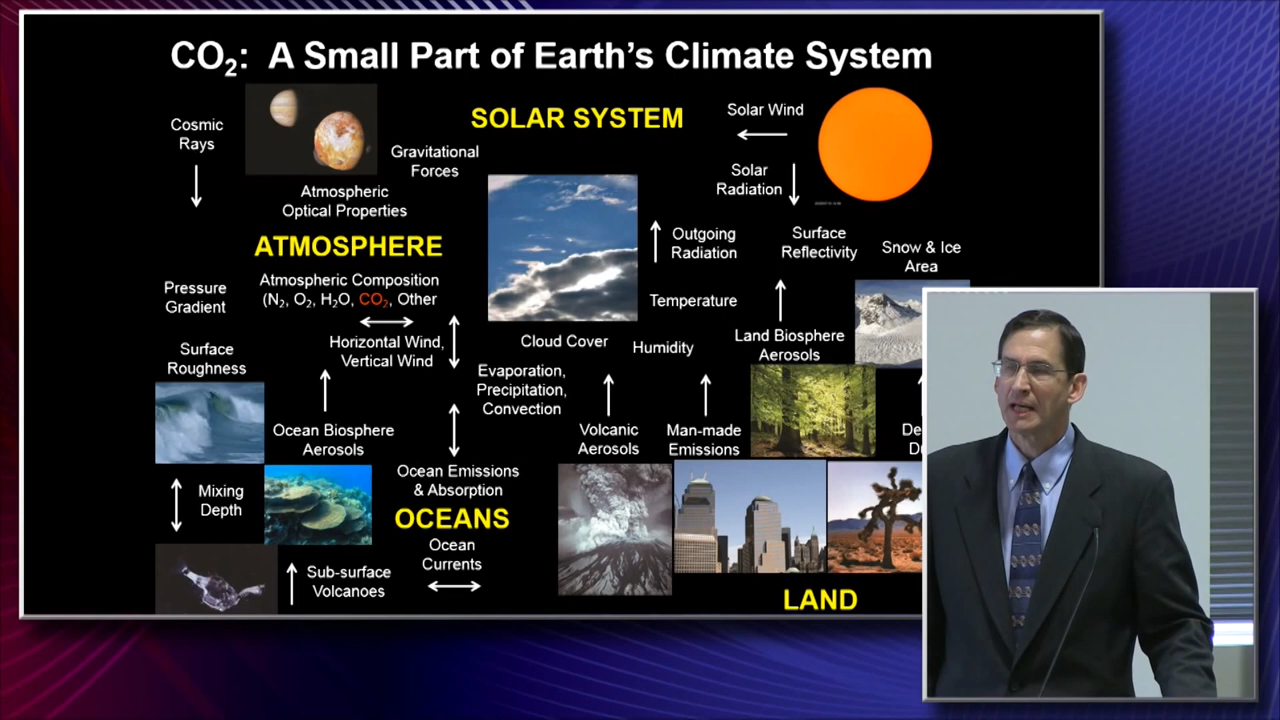 CO₂: A Small Part of Earth's Climate System
SOLAR SYSTEM
Solar Wind
Cosmic
Rays
Gravitational
Forces
Solar
Radiation
Atmospheric
Optical Properties
ATMOSPHERE
Outgoing
Radiation
Surface
Reflectivity
Snow & Ice
Area
Pressure
Gradient
Atmospheric Composition
(N₂, O₂, H₂O, CO₂, Other
Temperature
Horizontal Wind,
Vertical Wind
Cloud Cover
Humidity
Land Biosphere
Aerosols
Surface
Roughness
Evaporation,
Precipitation,
Convection
Ocean Biosphere
Aerosols
Volcanic
Aerosols
Man-made
Emissions
Ocean Emissions
& Absorption
Mixing
Depth
OCEANS
Ocean
Currents
Sub-surface
Volcanoes
LAND